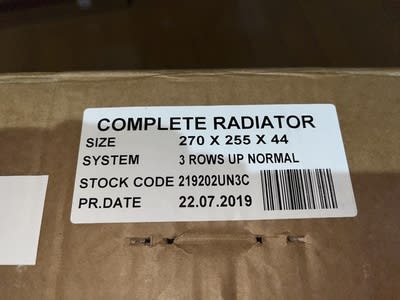 COMPLETE RADIATOR
SIZE 270 X 255 X 44
SYSTEM 3 ROWS UP NORMAL
STOCK CODE 219202UN3C
PR.DATE 22.07.2019